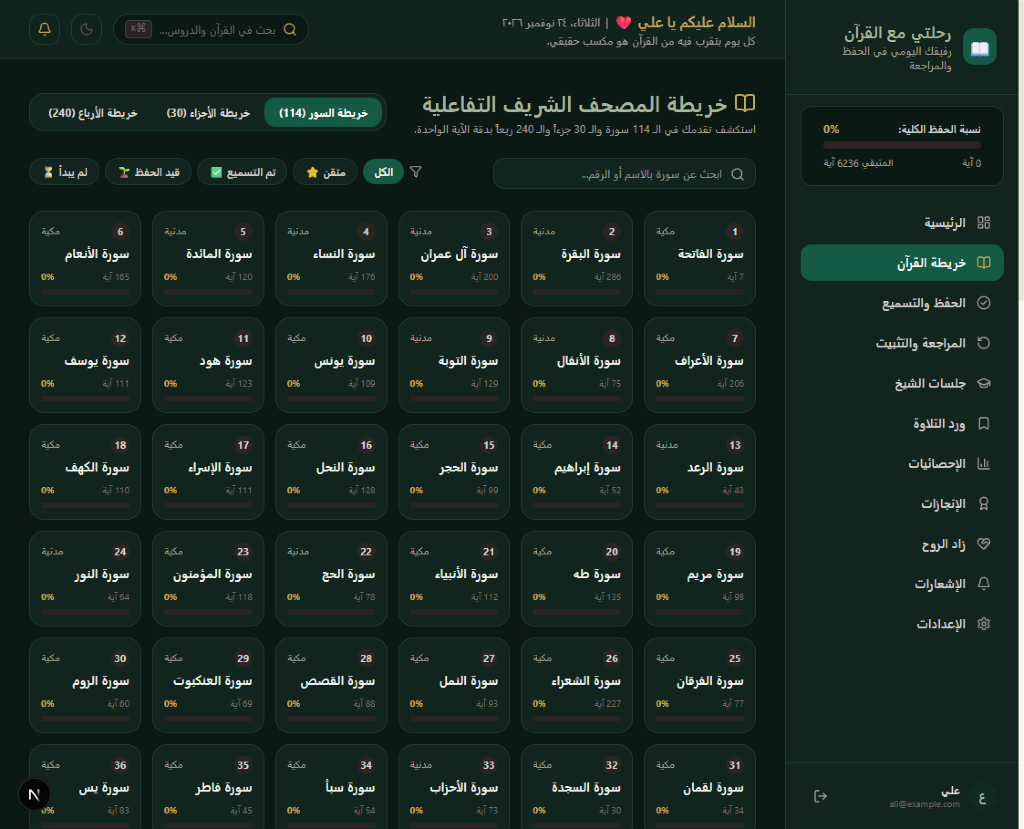 رحلتي مع القرآن
رفيقك اليومي في الحفظ
والمراجعة
نسبة الحفظ الكلية: 0%
0 آية المتبقي 6236 آية
الرئيسية
خريطة القرآن
الحفظ والتسميع
المراجعة والتثبيت
جلسات الشيخ
ورد التلاوة
الإحصائيات
الإنجازات
زاد الروح
الإشعارات
الإعدادات
ع
علي
ali@example.com
السلام عليكم يا علي ❤️ | الثلاثاء، ٢٤ نوفمبر ٢٠٢٦
كل يوم بتقرب فيه من القرآن هو مكسب حقيقي.
بحث في القرآن والدروس... ⌘K
خريطة المصحف الشريف التفاعلية
استكشف تقدمك في الـ 114 سورة والـ 30 جزءاً والـ 240 ربعاً بدقة الآية الواحدة.
خريطة السور (114) خريطة الأجزاء (30) خريطة الأرباع (240)
ابحث عن سورة بالاسم أو الرقم...
الكل متقن ⭐ تم التسميع ✅ قيد الحفظ 🌱 لم يبدأ ⏳
1 مكية 2 مدنية 3 مدنية 4 مدنية 5 مدنية 6 مكية
سورة الفاتحة سورة البقرة سورة آل عمران سورة النساء سورة المائدة سورة الأنعام
7 آية 0% 286 آية 0% 200 آية 0% 176 آية 0% 120 آية 0% 165 آية 0%
7 مكية 8 مدنية 9 مدنية 10 مكية 11 مكية 12 مكية
سورة الأعراف سورة الأنفال سورة التوبة سورة يونس سورة هود سورة يوسف
206 آية 0% 75 آية 0% 129 آية 0% 109 آية 0% 123 آية 0% 111 آية 0%
13 مدنية 14 مكية 15 مكية 16 مكية 17 مكية 18 مكية
سورة الرعد سورة إبراهيم سورة الحجر سورة النحل سورة الإسراء سورة الكهف
43 آية 0% 52 آية 0% 99 آية 0% 128 آية 0% 111 آية 0% 110 آية 0%
19 مكية 20 مكية 21 مكية 22 مدنية 23 مكية 24 مدنية
سورة مريم سورة طه سورة الأنبياء سورة الحج سورة المؤمنون سورة النور
98 آية 0% 135 آية 0% 112 آية 0% 78 آية 0% 118 آية 0% 64 آية 0%
25 مكية 26 مكية 27 مكية 28 مكية 29 مكية 30 مكية
سورة الفرقان سورة الشعراء سورة النمل سورة القصص سورة العنكبوت سورة الروم
77 آية 0% 227 آية 0% 93 آية 0% 88 آية 0% 69 آية 0% 60 آية 0%
31 مكية 32 مكية 33 مدنية 34 مكية 35 مكية 36 مكية
سورة لقمان سورة السجدة سورة الأحزاب سورة سبأ سورة فاطر سورة يس
34 آية 0% 30 آية 0% 73 آية 0% 54 آية 0% 45 آية 0% 83 آية 0%
N